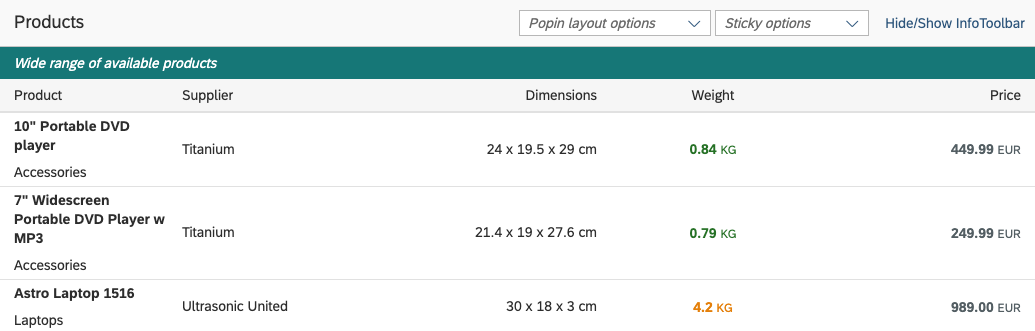 Products Popin layout options Sticky options Hide/Show InfoToolbar
Wide range of available products
Product Supplier Dimensions Weight Price
10" Portable DVD
player
Accessories
Titanium 24 x 19.5 x 29 cm 0.84 KG 449.99 EUR
7" Widescreen
Portable DVD Player w
MP3
Accessories
Titanium 21.4 x 19 x 27.6 cm 0.79 KG 249.99 EUR
Astro Laptop 1516
Laptops
Ultrasonic United 30 x 18 x 3 cm 4.2 KG 989.00 EUR